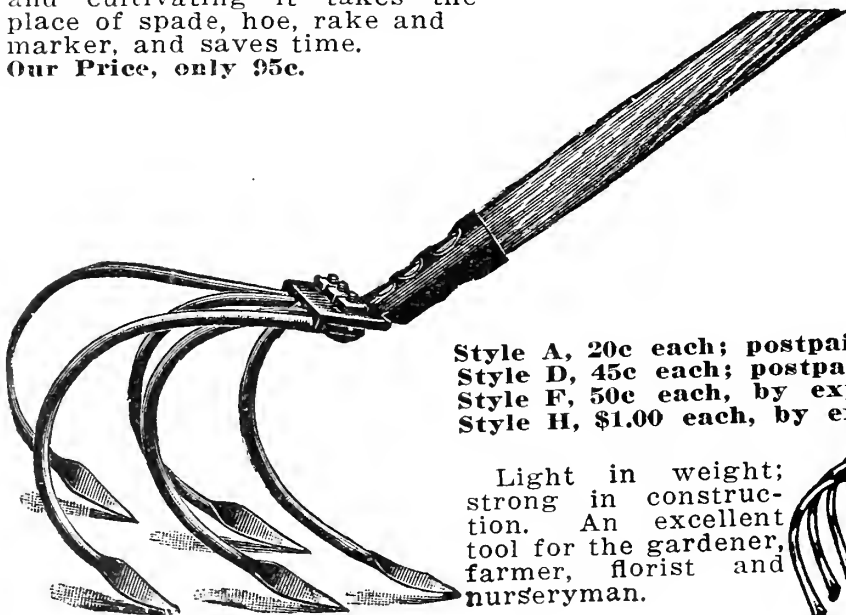 and cultivating it takes the
place of spade, hoe, rake and
marker, and saves time.
Our Price, only 95c.
Style A, 20c each; postpai
Style D, 45c each; postpa
Style F, 50c each, by ex
Style H, $1.00 each, by e
Light in weight;
strong in construc-
tion. An excellent
tool for the gardener,
farmer, florist and
nurseryman.